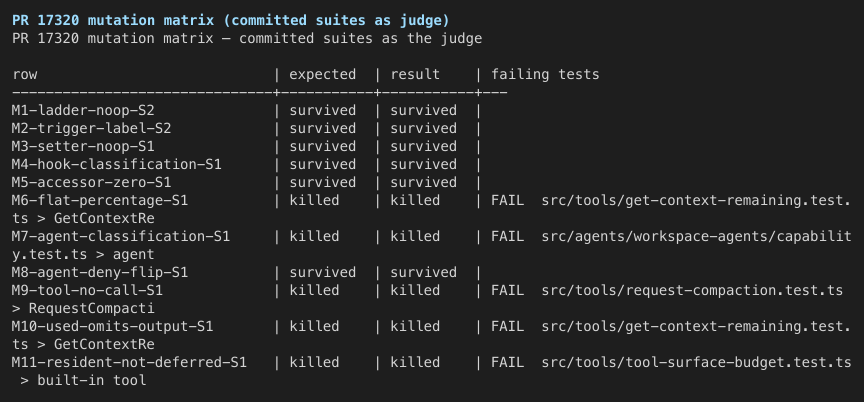 PR 17320 mutation matrix (committed suites as judge)
PR 17320 mutation matrix — committed suites as the judge
row | expected | result | failing tests
-------------------------------+-----------+-----------+---
M1-ladder-noop-S2 | survived | survived |
M2-trigger-label-S2 | survived | survived |
M3-setter-noop-S1 | survived | survived |
M4-hook-classification-S1 | survived | survived |
M5-accessor-zero-S1 | survived | survived |
M6-flat-percentage-S1 | killed | killed | FAIL src/tools/get-context-remaining.test.
ts > GetContextRe
M7-agent-classification-S1 | killed | killed | FAIL src/agents/workspace-agents/capabilit
y.test.ts > agent
M8-agent-deny-flip-S1 | survived | survived |
M9-tool-no-call-S1 | killed | killed | FAIL src/tools/request-compaction.test.ts
> RequestCompacti
M10-used-omits-output-S1 | killed | killed | FAIL src/tools/get-context-remaining.test.
ts > GetContextRe
M11-resident-not-deferred-S1 | killed | killed | FAIL src/tools/tool-surface-budget.test.ts
> built-in tool